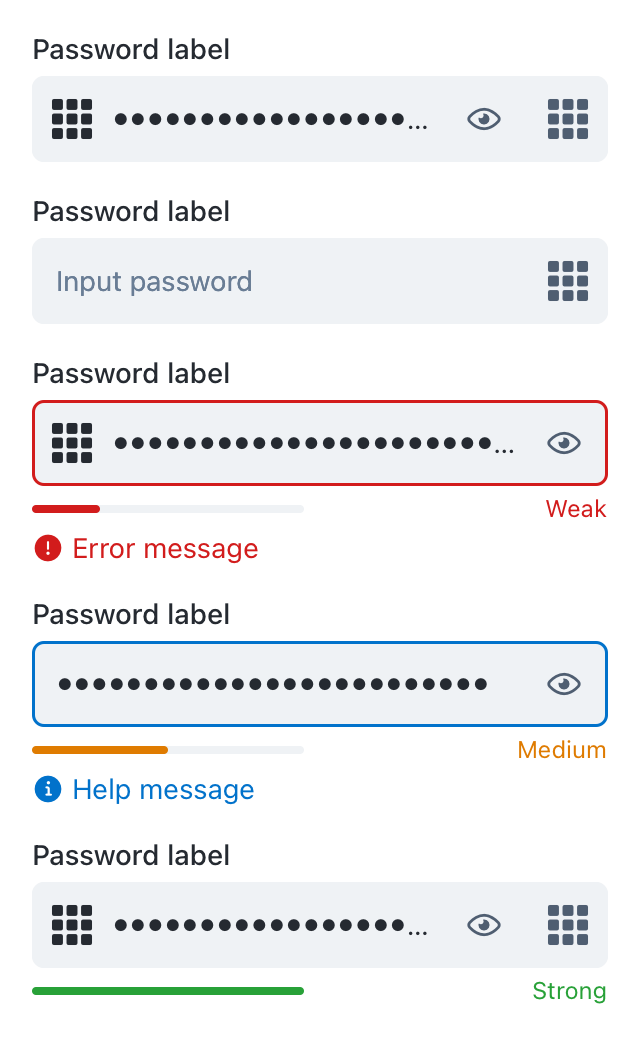 Password label
●●●●●●●●●●●●●●●●●...
Password label
Input password
Password label
●●●●●●●●●●●●●●●●●●●●●●...
Weak
Error message
Password label
●●●●●●●●●●●●●●●●●●●●●●●●●
Medium
Help message
Password label
●●●●●●●●●●●●●●●●●...
Strong